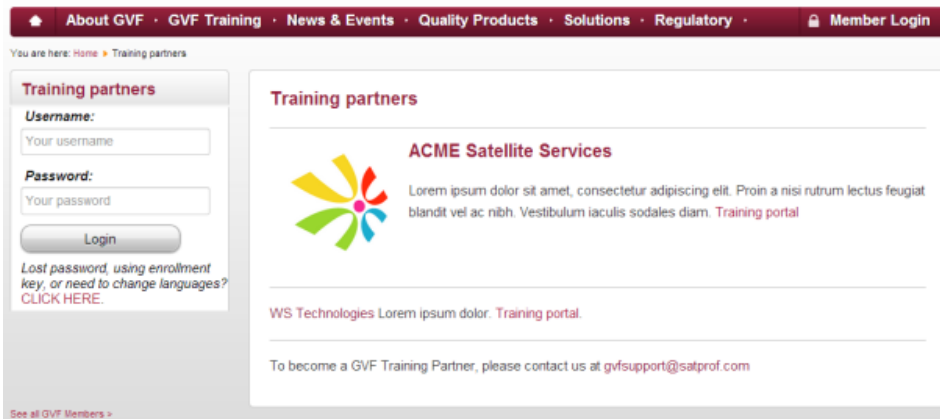 About GVF · GVF Training · News & Events · Quality Products · Solutions · Regulatory · Member Login
You are here: Home ▸ Training partners
Training partners
Username:
Your username
Password:
Your password
Login
Lost password, using enrollment
key, or need to change languages?
CLICK HERE.
See all GVF Members »
Training partners
ACME Satellite Services
Lorem ipsum dolor sit amet, consectetur adipiscing elit. Proin a nisi rutrum lectus feugiat
blandit vel ac nibh. Vestibulum iaculis sodales diam. Training portal
WS Technologies Lorem ipsum dolor. Training portal.
To become a GVF Training Partner, please contact us at gvfsupport@satprof.com